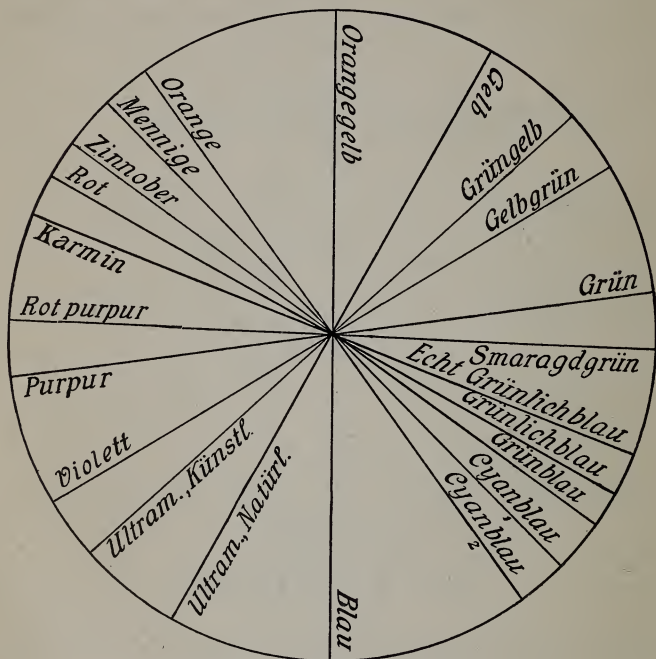 Orangegelb
Gelb
Grüngelb
Gelbgrün
Grün
Smaragdgrün
Echt Grünlichblau
Grünlichblau
Grünblau
Cyanblau 1
Cyanblau 2
Blau
Ultram., Natürl.
Ultram., Künstl.
Violett
Purpur
Rot purpur
Karmin
Rot
Zinnober
Mennige
Orange